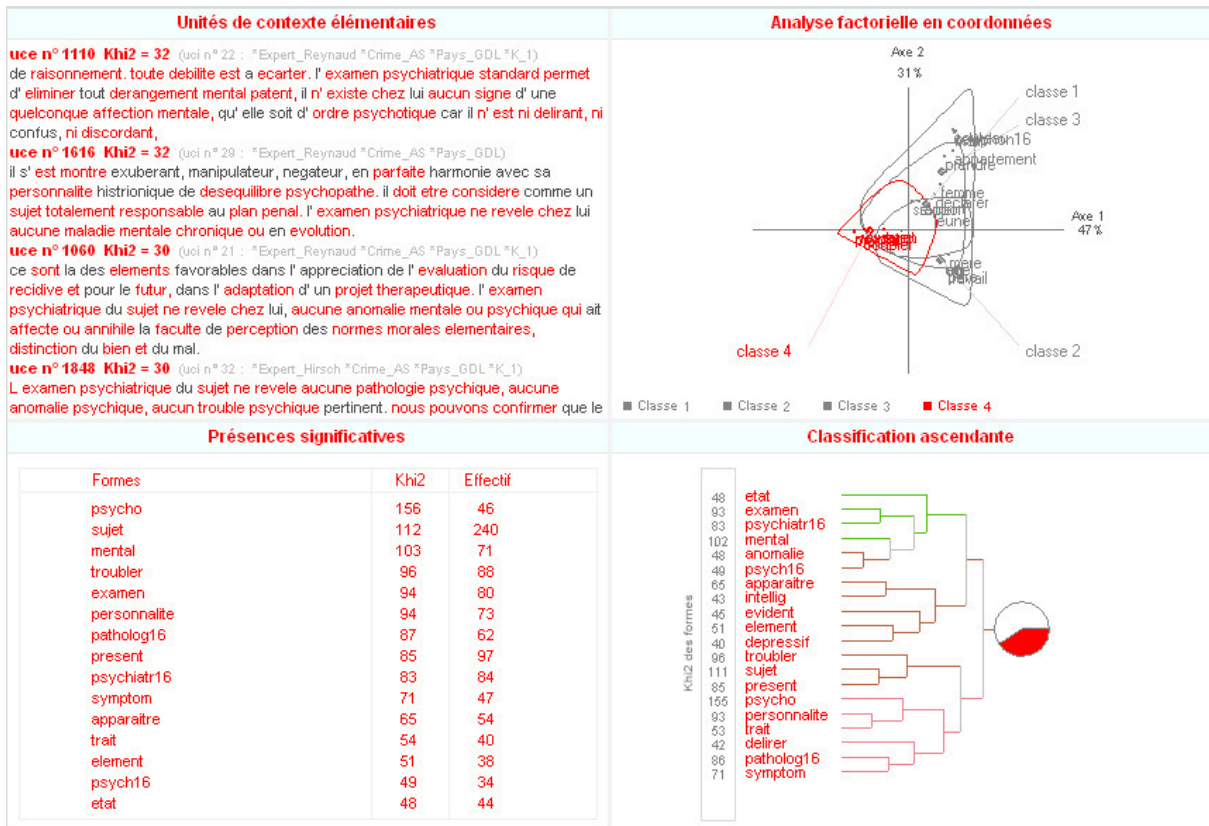 Unités de contexte élémentaires
uce n° 1110 Khi2 = 32 (uci n° 22 : *Expert_Reynaud *Crime_AS *Pays_GDL *K_1)
de raisonnement. toute debilite est a ecarter. l' examen psychiatrique standard permet
d' eliminer tout derangement mental patent, il n' existe chez lui aucun signe d' une
quelconque affection mentale, qu' elle soit d' ordre psychotique car il n' est ni delirant, ni
confus, ni discordant,
uce n° 1616 Khi2 = 32 (uci n° 29 : *Expert_Reynaud *Crime_AS *Pays_GDL)
il s' est montre exuberant, manipulateur, negateur, en parfaite harmonie avec sa
personnalite histrionique de desequilibre psychopathe. il doit etre considere comme un
sujet totalement responsable au plan penal. l' examen psychiatrique ne revele chez lui
aucune maladie mentale chronique ou en evolution.
uce n° 1060 Khi2 = 30 (uci n° 21 : *Expert_Reynaud *Crime_AS *Pays_GDL)
ce sont la des elements favorables dans l' appreciation de l' evaluation du risque de
recidive et pour le futur, dans l' adaptation d' un projet therapeutique. l' examen
psychiatrique du sujet ne revele chez lui, aucune anomalie mentale ou psychique qui ait
affecte ou annihile la faculte de perception des normes morales elementaires,
distinction du bien et du mal.
uce n° 1848 Khi2 = 30 (uci n° 32 : *Expert_Hirsch *Crime_AS *Pays_GDL *K_1)
L examen psychiatrique du sujet ne revele aucune pathologie psychique, aucune
anomalie psychique, aucun trouble psychique pertinent. nous pouvons confirmer que le
Analyse factorielle en coordonnées
Axe 2
31 %
classe 1
classe 3
appartement
prendre
femme
declarer
jeune
Axe 1
47 %
mere
pere
travail
classe 4
classe 2
Classe 1 Classe 2 Classe 3 Classe 4
Présences significatives
Formes Khi2 Effectif
psycho 156 46
sujet 112 240
mental 103 71
troubler 96 88
examen 94 80
personnalite 94 73
patholog16 87 62
present 85 97
psychiatr16 83 84
symptom 71 47
apparaitre 65 54
trait 54 40
element 51 38
psych16 49 34
etat 48 44
Classification ascendante
Khi2 des formes
48 etat
93 examen
83 psychiatr16
102 mental
48 anomalie
49 psych16
65 apparaitre
43 intellig
45 evident
51 element
40 depressif
96 troubler
111 sujet
85 present
155 psycho
93 personnalite
53 trait
42 delirer
86 patholog16
71 symptom